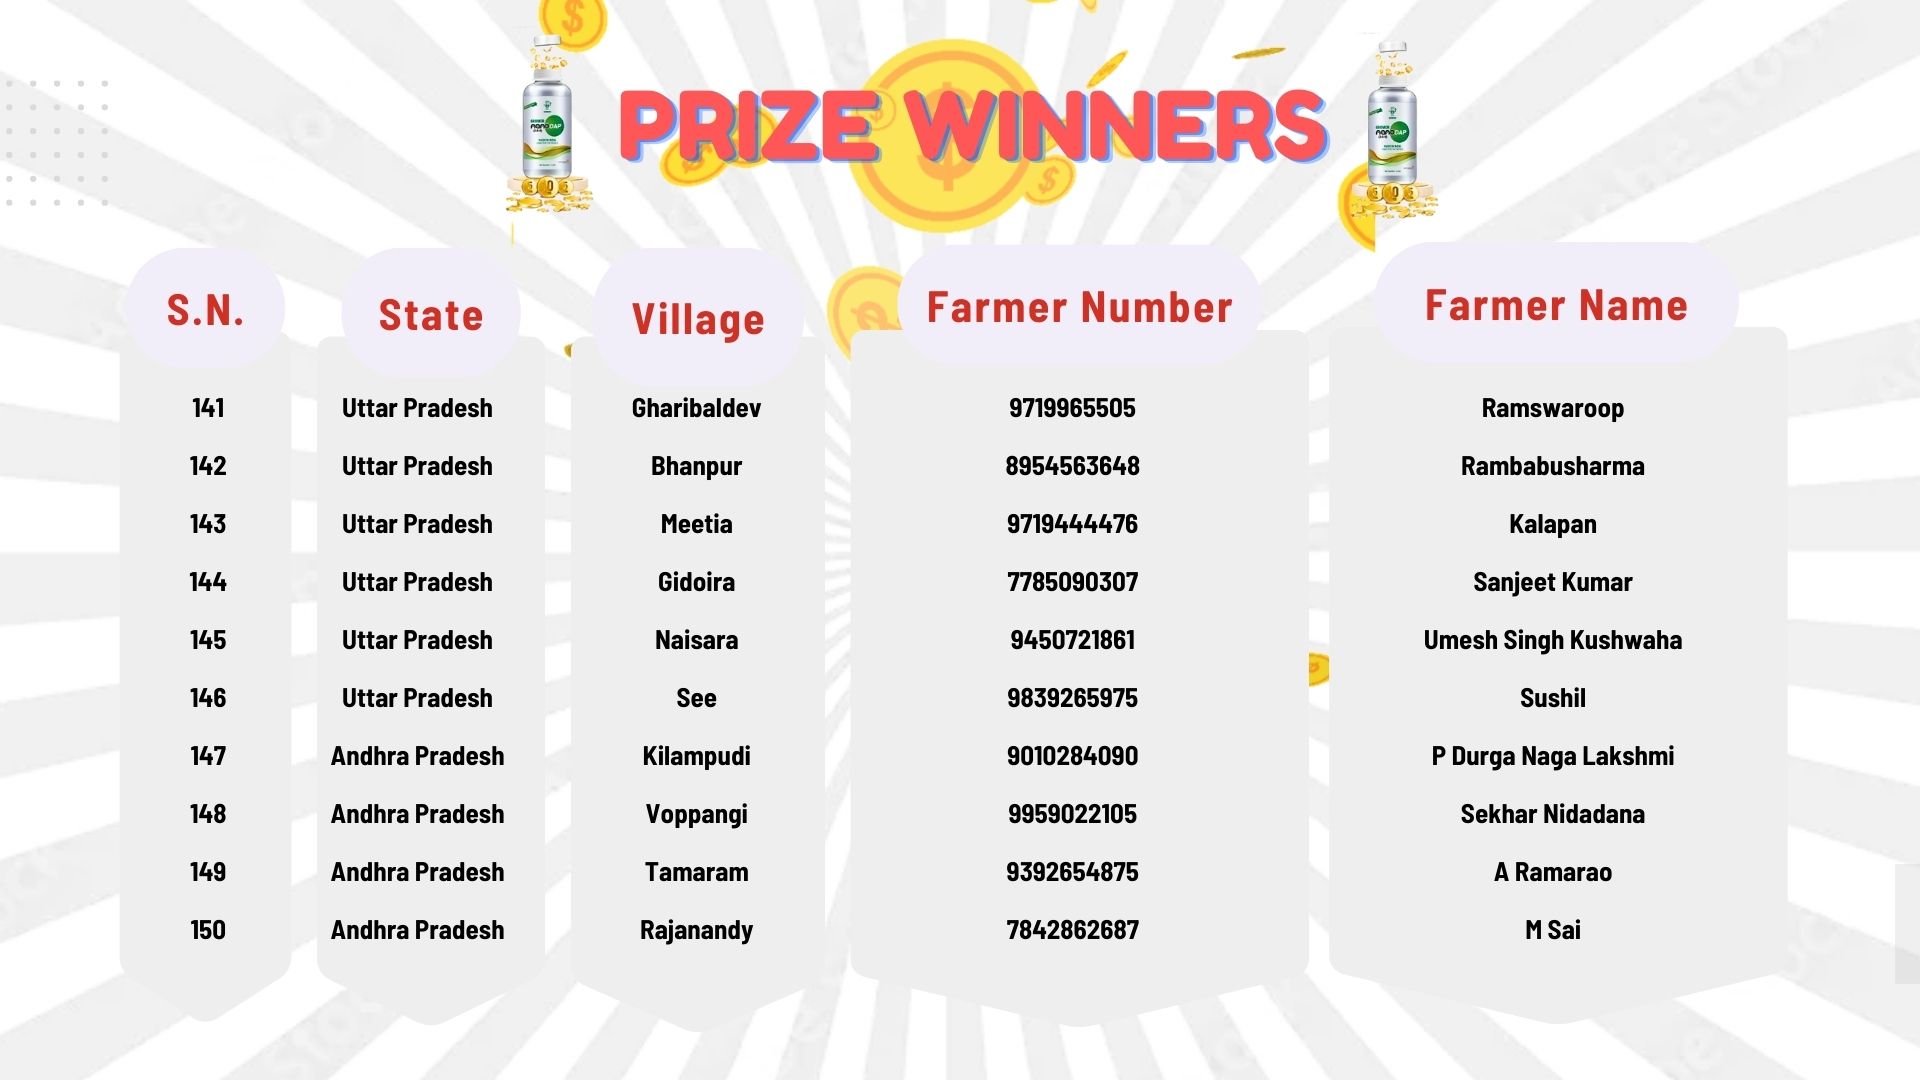 PRIZE WINNERS
S.N. State Village Farmer Number Farmer Name
141 Uttar Pradesh Gharibaldev 9719965505 Ramswaroop
142 Uttar Pradesh Bhanpur 8954563648 Rambabusharma
143 Uttar Pradesh Meetia 9719444476 Kalapan
144 Uttar Pradesh Gidoira 7785090307 Sanjeet Kumar
145 Uttar Pradesh Naisara 9450721861 Umesh Singh Kushwaha
146 Uttar Pradesh See 9839265975 Sushil
147 Andhra Pradesh Kilampudi 9010284090 P Durga Naga Lakshmi
148 Andhra Pradesh Voppangi 9959022105 Sekhar Nidadana
149 Andhra Pradesh Tamaram 9392654875 A Ramarao
150 Andhra Pradesh Rajanandy 7842862687 M Sai